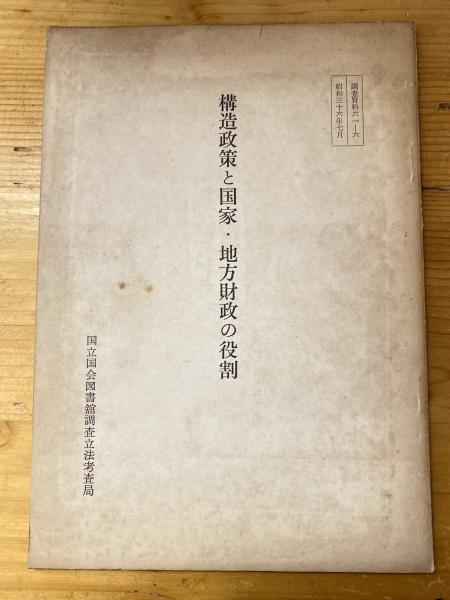 調査資料六一―六
昭和三十六年七月
構造政策と国家・地方財政の役割
国立国会図書館調査立法考査局